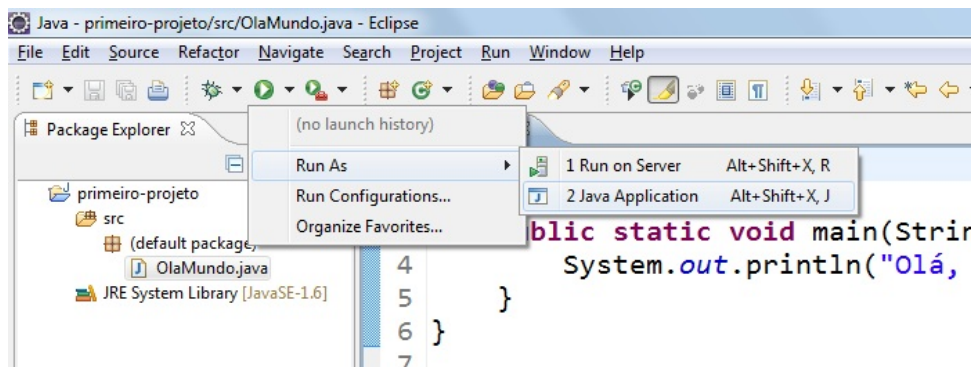 Java - primeiro-projeto/src/OlaMundo.java - Eclipse
File Edit Source Refactor Navigate Search Project Run Window Help
Package Explorer
(no launch history)
Run As
1 Run on Server Alt+Shift+X, R
2 Java Application Alt+Shift+X, J
Run Configurations...
Organize Favorites...
primeiro-projeto
src
(default package)
OlaMundo.java
JRE System Library [JavaSE-1.6]
blic static void main(Strin
4 System.out.println("Olá,
5 }
6 }
7